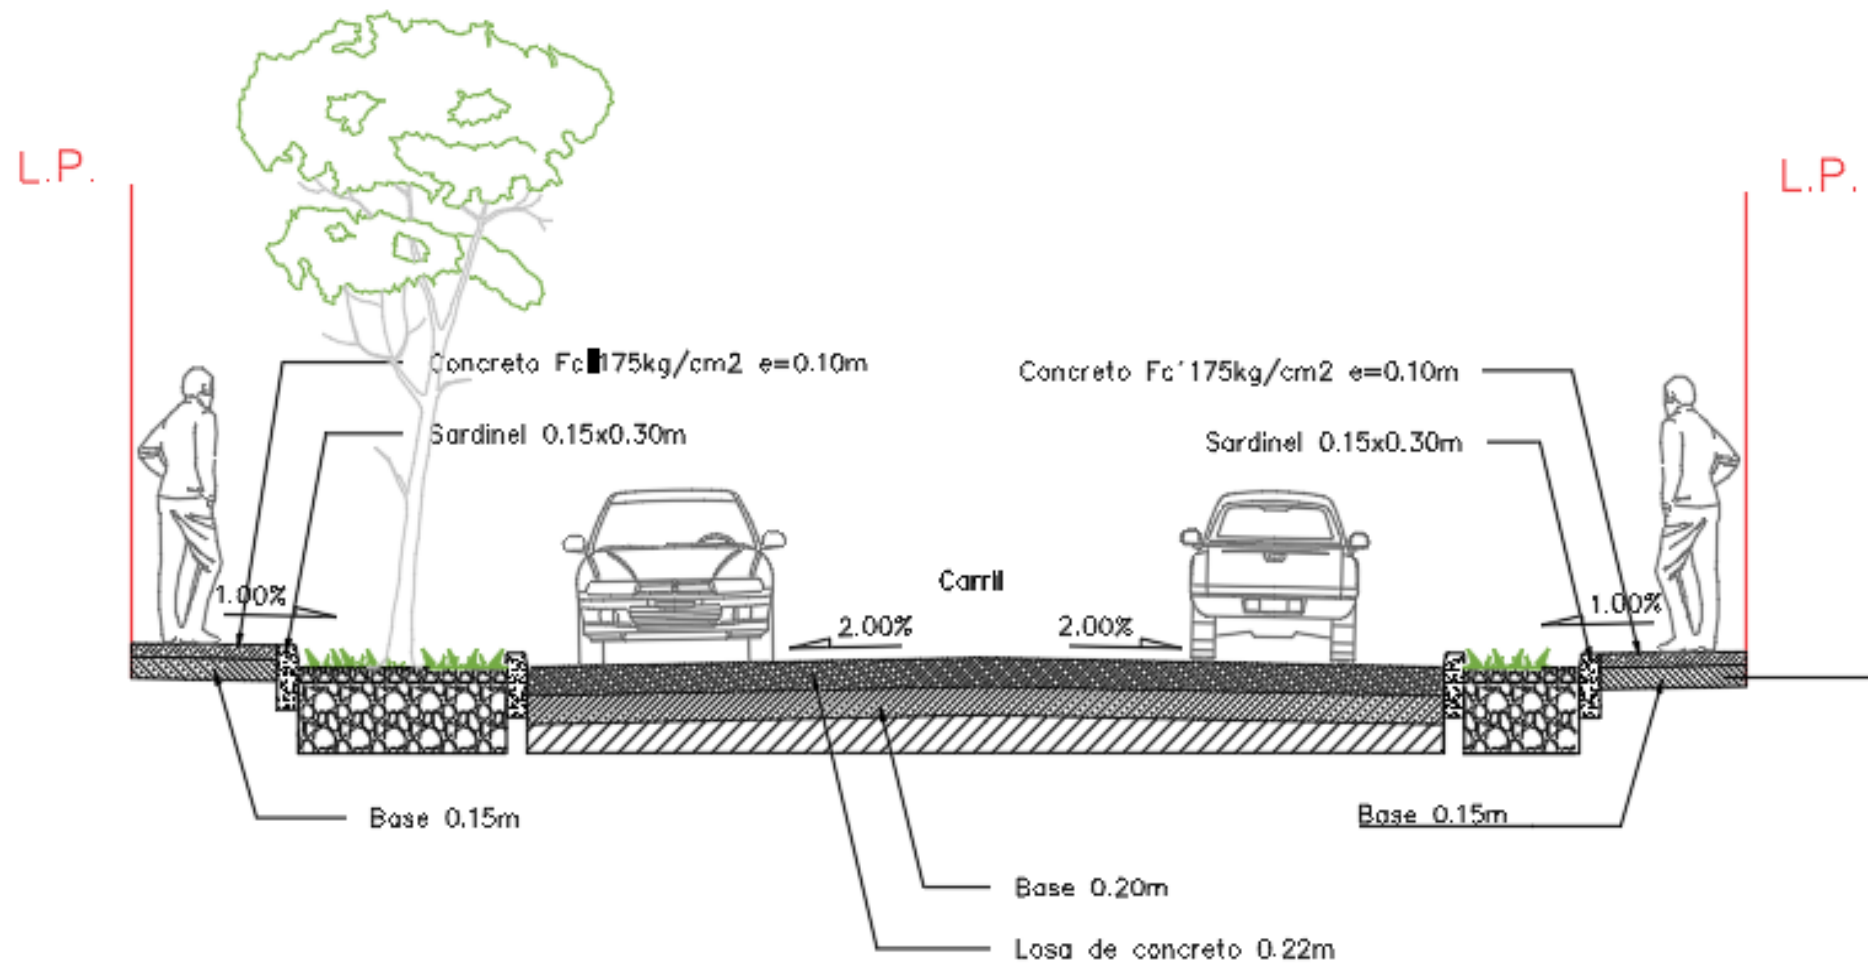 L.P.
L.P.
Concreto Fc 175kg/cm2 e=0.10m
Concreto Fc´175kg/cm2 e=0.10m
Sardinel 0.15x0.30m
Sardinel 0.15x0.30m
Carril
1.00%
1.00%
2.00%
2.00%
Base 0.15m
Base 0.15m
Base 0.20m
Losa de concreto 0.22m